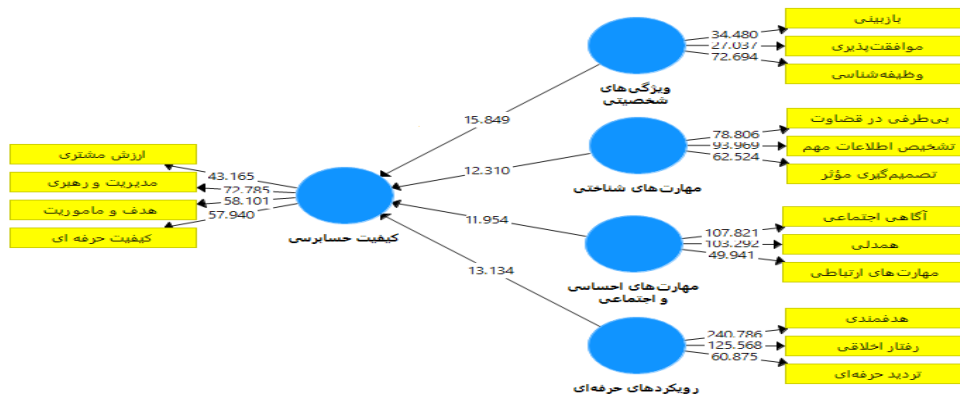 بازبینی
34.480
موافقت‌پذیری
27.037
وظیفه‌شناسی
72.694
ویژگی‌های
شخصیتی
15.849
بی‌طرفی در قضاوت
78.806
تشخیص اطلاعات مهم
93.969
تصمیم‌گیری مؤثر
62.524
مهارت‌های شناختی
12.310
ارزش مشتری
43.165
مدیریت و رهبری
72.785
هدف و ماموریت
58.101
کیفیت حرفه ای
57.940
کیفیت حسابرسی
آگاهی اجتماعی
107.821
همدلی
103.292
مهارت‌های ارتباطی
49.941
مهارت‌های احساسی
و اجتماعی
11.954
هدفمندی
240.786
رفتار اخلاقی
125.568
تردید حرفه‌ای
60.875
رویکردهای حرفه‌ای
13.134